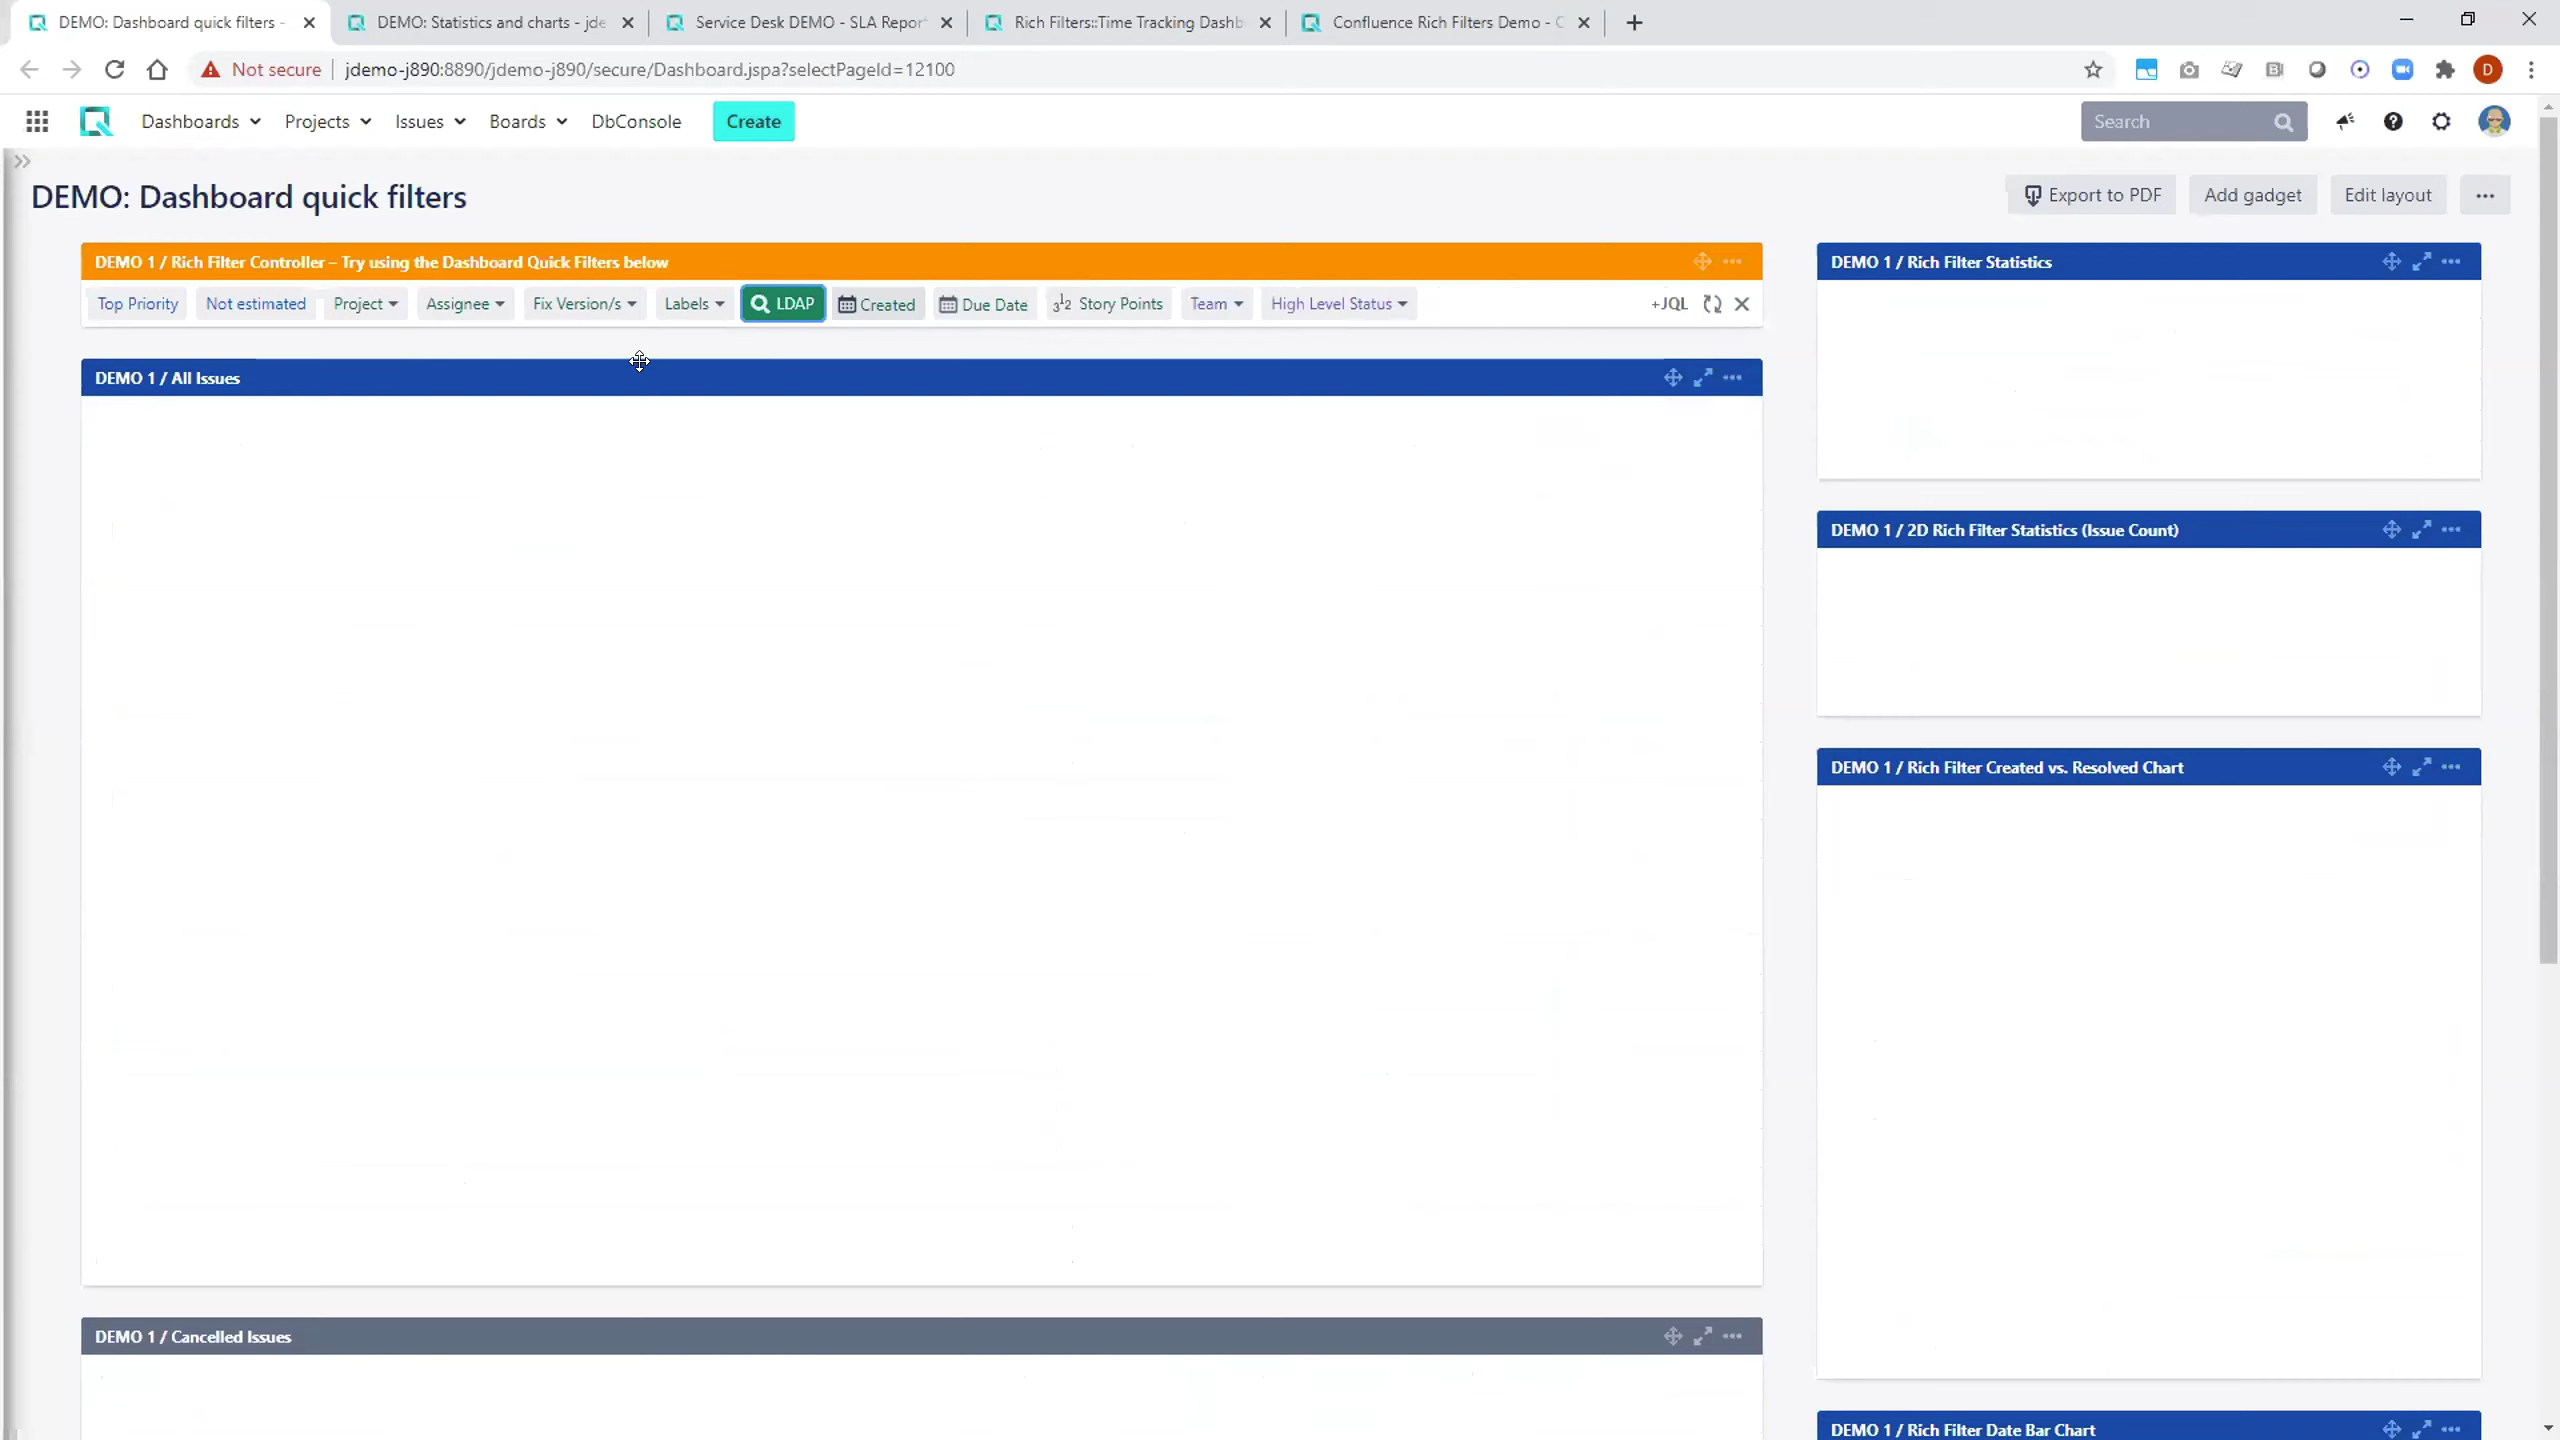 DEMO: Dashboard quick filters -
DEMO: Statistics and charts - jde
Service Desk DEMO - SLA Repor
Rich Filters::Time Tracking Dashb
Confluence Rich Filters Demo - C
Not secure
jdemo-j890:8890/jdemo-j890/secure/Dashboard.jspa?selectPageId=12100
D
Dashboards
Projects
Issues
Boards
DbConsole
Create
Search
DEMO: Dashboard quick filters
Export to PDF
Add gadget
Edit layout
DEMO 1 / Rich Filter Controller – Try using the Dashboard Quick Filters below
Top Priority
Not estimated
Project
Assignee
Fix Version/s
Labels
LDAP
Created
Due Date
Story Points
Team
High Level Status
+JQL
DEMO 1 / All Issues
DEMO 1 / Cancelled Issues
DEMO 1 / Rich Filter Statistics
DEMO 1 / 2D Rich Filter Statistics (Issue Count)
DEMO 1 / Rich Filter Created vs. Resolved Chart
DEMO 1 / Rich Filter Date Bar Chart